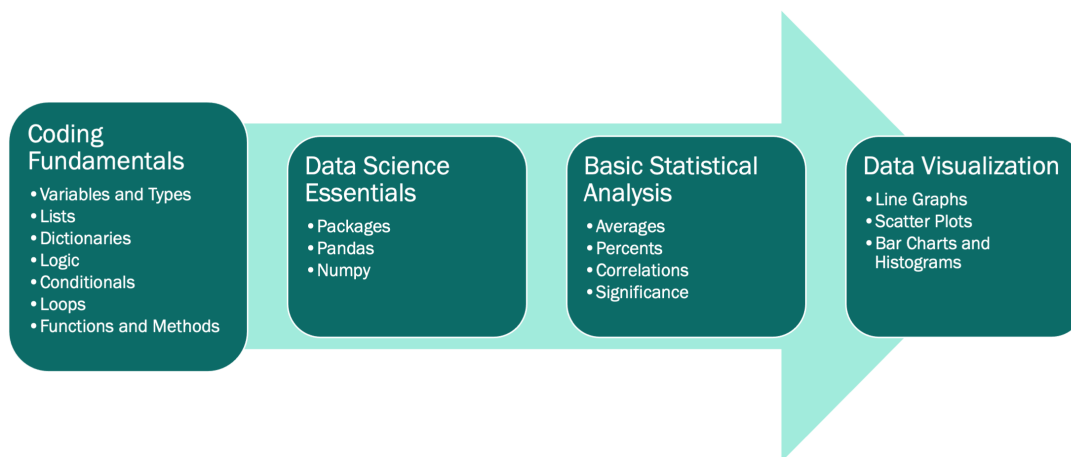 Coding
Fundamentals
•Variables and Types
•Lists
•Dictionaries
•Logic
•Conditionals
•Loops
•Functions and Methods
Data Science
Essentials
•Packages
•Pandas
•Numpy
Basic Statistical
Analysis
•Averages
•Percents
•Correlations
•Significance
Data Visualization
•Line Graphs
•Scatter Plots
•Bar Charts and
Histograms